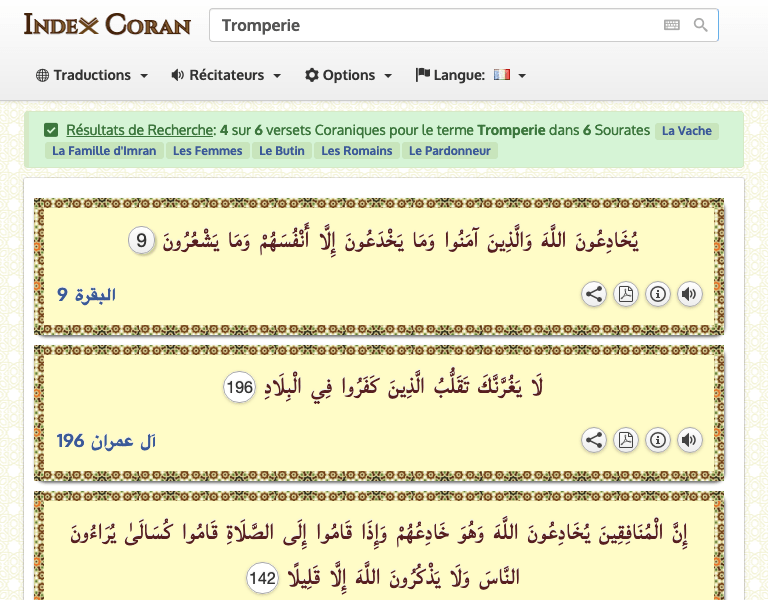 INDEX CORAN
Tromperie
Traductions
Récitateurs
Options
Langue:
Résultats de Recherche: 4 sur 6 versets Coraniques pour le terme Tromperie dans 6 Sourates La Vache
La Famille d'Imran Les Femmes Le Butin Les Romains Le Pardonneur
يُخَادِعُونَ اللَّهَ وَالَّذِينَ آمَنُوا وَمَا يَخْدَعُونَ إِلَّا أَنْفُسَهُمْ وَمَا يَشْعُرُونَ 9
البقرة 9
لَا يَغُرَّنَّكَ تَقَلُّبُ الَّذِينَ كَفَرُوا فِي الْبِلَادِ 196
آل عمران 196
إِنَّ الْمُنَافِقِينَ يُخَادِعُونَ اللَّهَ وَهُوَ خَادِعُهُمْ وَإِذَا قَامُوا إِلَى الصَّلَاةِ قَامُوا كُسَالَىٰ يُرَاءُونَ
النَّاسَ وَلَا يَذْكُرُونَ اللَّهَ إِلَّا قَلِيلًا 142